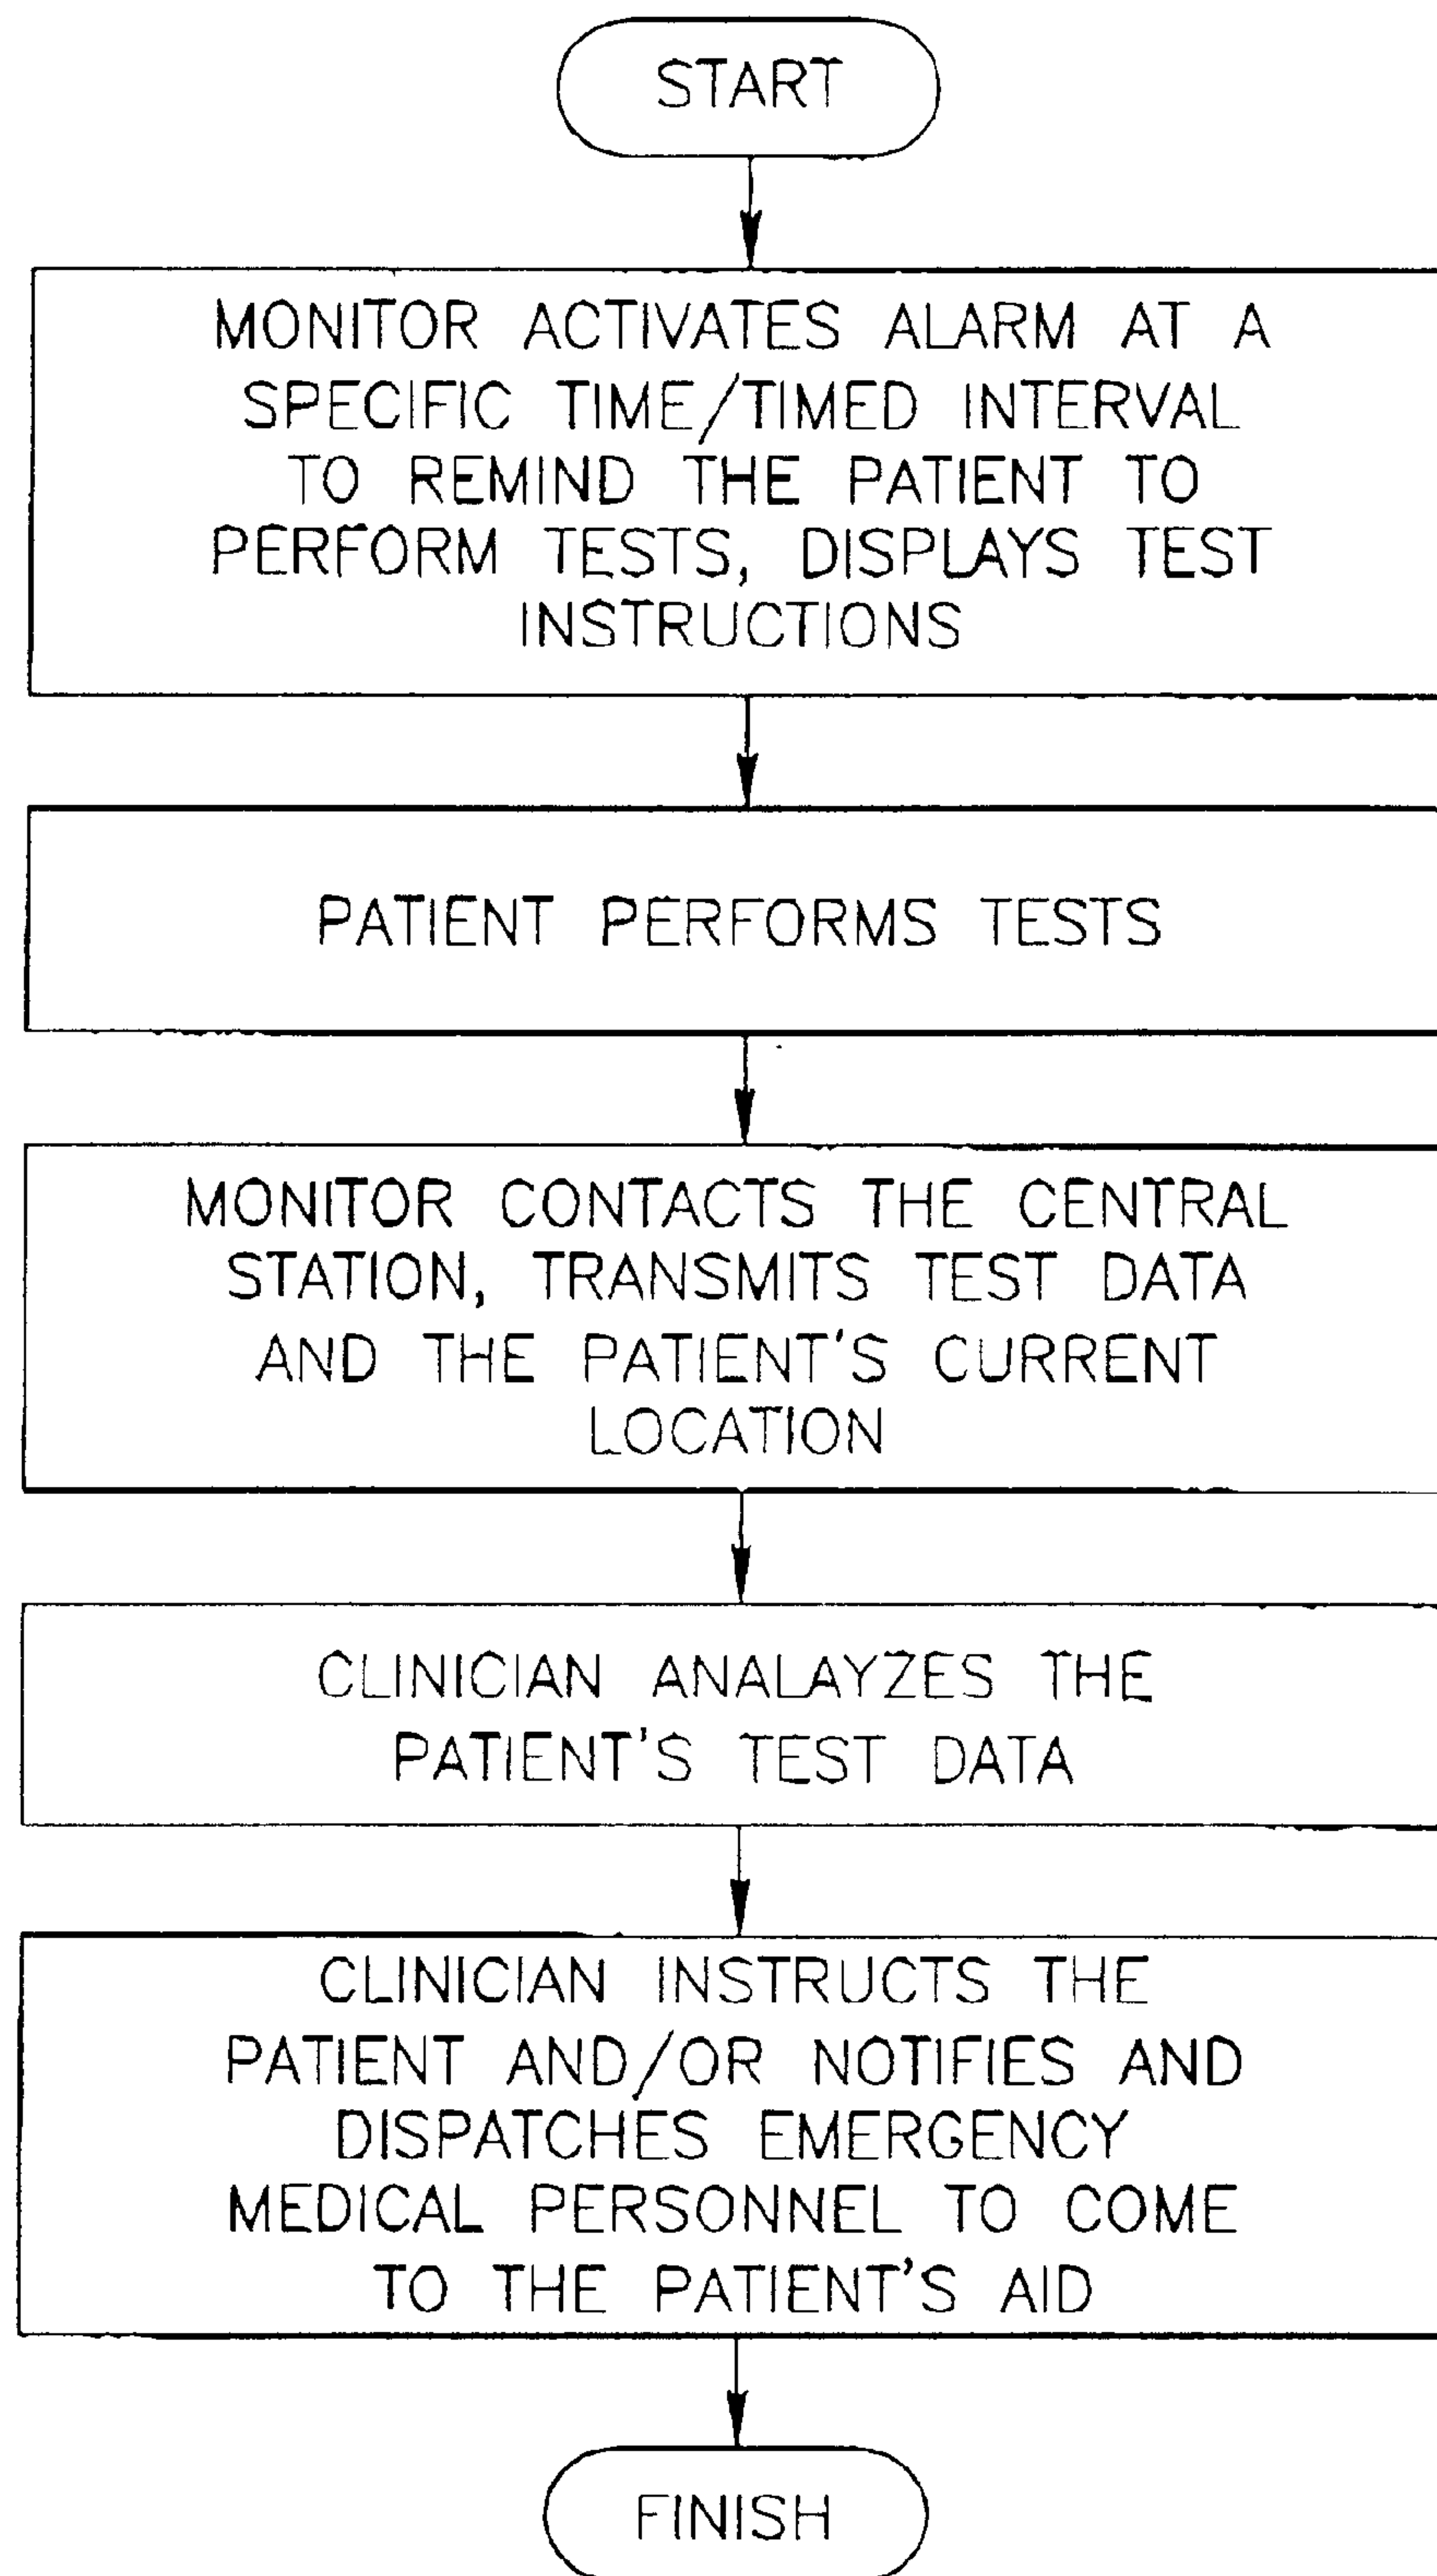 START
MONITOR ACTIVATES ALARM AT A
SPECIFIC TIME/TIMED INTERVAL
TO REMIND THE PATIENT TO
PERFORM TESTS, DISPLAYS TEST
INSTRUCTIONS
PATIENT PERFORMS TESTS
MONITOR CONTACTS THE CENTRAL
STATION, TRANSMITS TEST DATA
AND THE PATIENT'S CURRENT
LOCATION
CLINICIAN ANALAYZES THE
PATIENT'S TEST DATA
CLINICIAN INSTRUCTS THE
PATIENT AND/OR NOTIFIES AND
DISPATCHES EMERGENCY
MEDICAL PERSONNEL TO COME
TO THE PATIENT'S AID
FINISH